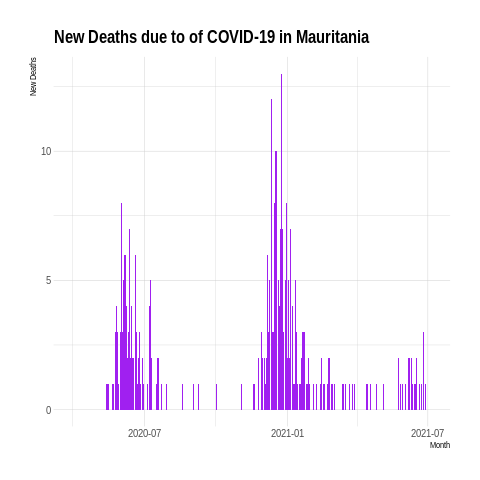 New Deaths due to of COVID-19 in Mauritania
New Deaths
10
5
0
2020-07
2021-01
2021-07
Month